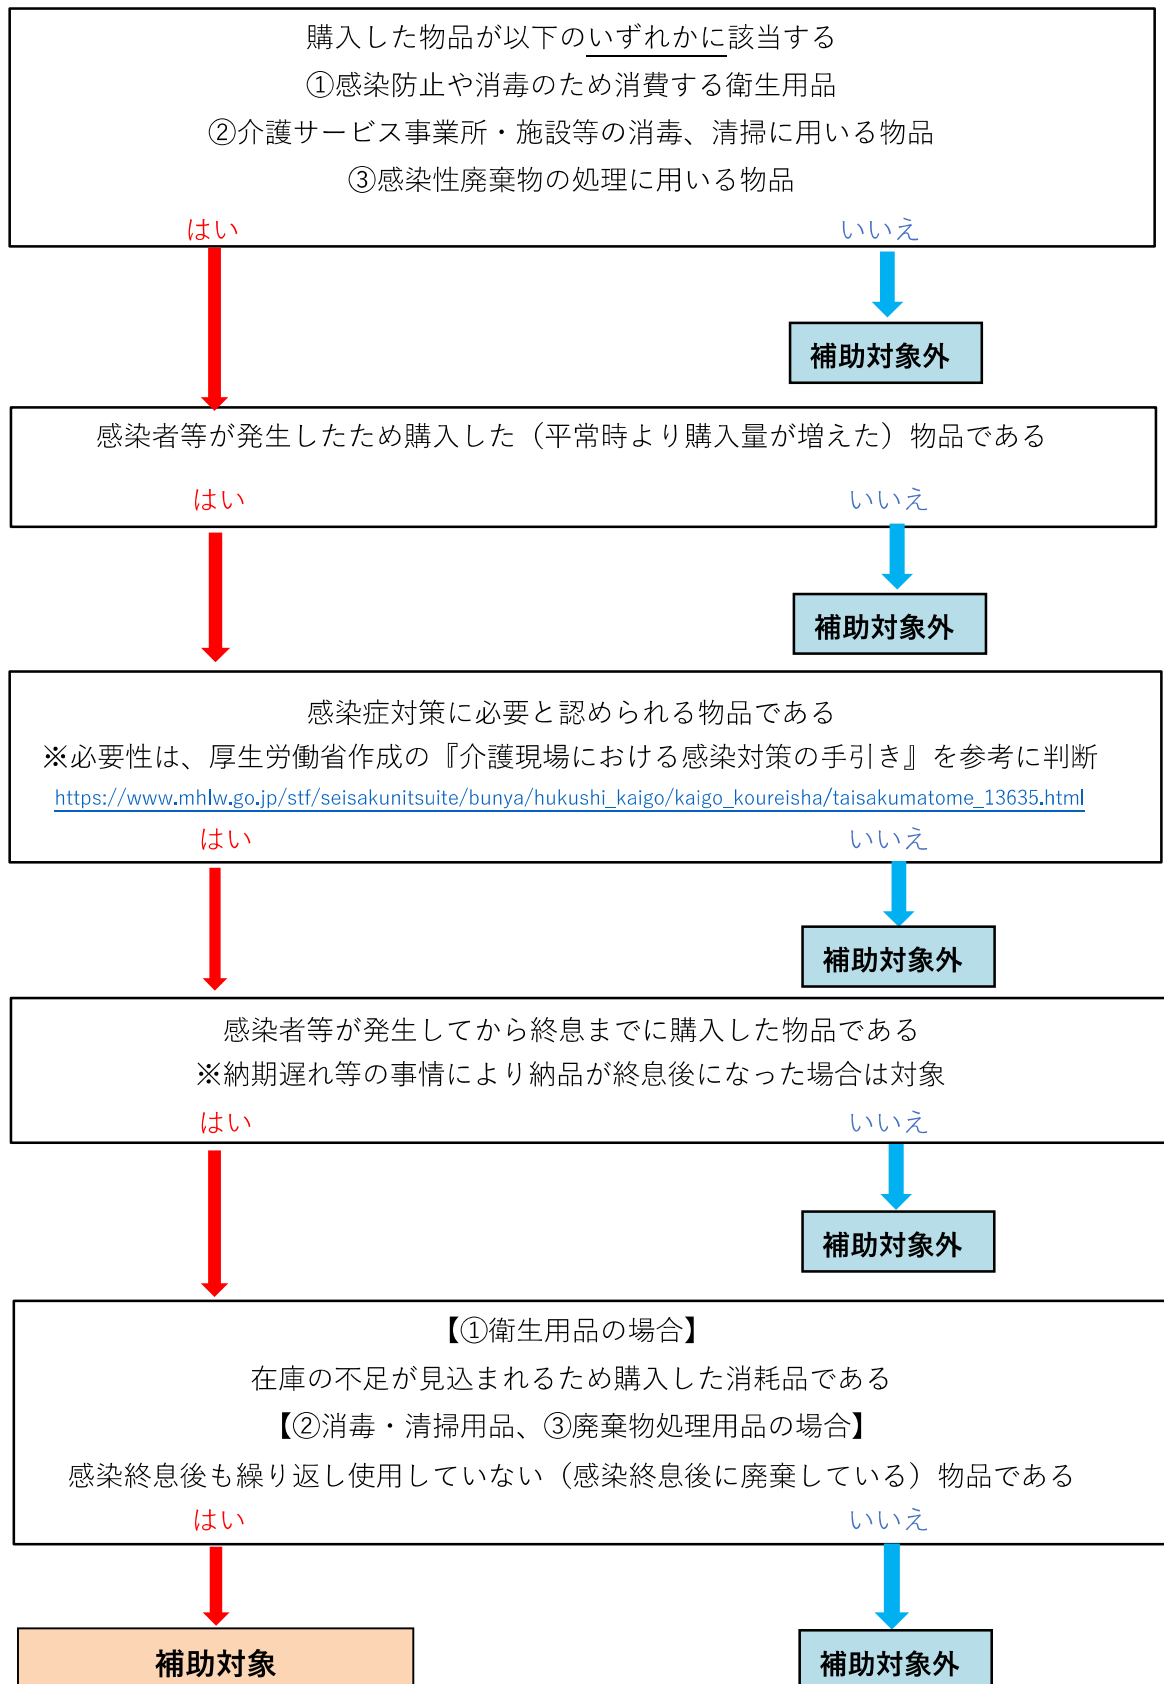 購入した物品が以下のいずれかに該当する
①感染防止や消毒のため消費する衛生用品
②介護サービス事業所・施設等の消毒、清掃に用いる物品
③感染性廃棄物の処理に用いる物品
はい いいえ
補助対象外
感染者等が発生したため購入した（平常時より購入量が増えた）物品である
はい いいえ
補助対象外
感染症対策に必要と認められる物品である
※必要性は、厚生労働省作成の『介護現場における感染対策の手引き』を参考に判断
https://www.mhlw.go.jp/stf/seisakunitsuite/bunya/hukushi_kaigo/kaigo_koureisha/taisakumatome_13635.html
はい いいえ
補助対象外
感染者等が発生してから終息までに購入した物品である
※納期遅れ等の事情により納品が終息後になった場合は対象
はい いいえ
補助対象外
【①衛生用品の場合】
在庫の不足が見込まれるため購入した消耗品である
【②消毒・清掃用品、③廃棄物処理用品の場合】
感染終息後も繰り返し使用していない（感染終息後に廃棄している）物品である
はい いいえ
補助対象 補助対象外